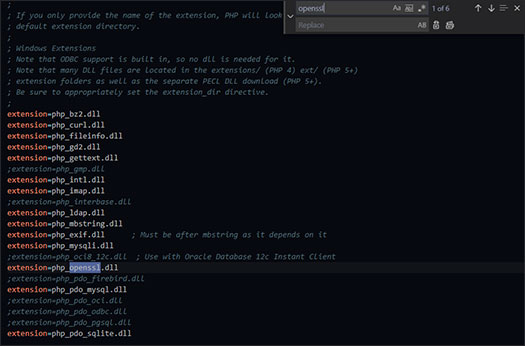 ;
; If you only provide the name of the extension, PHP will look
; default extension directory.
;
; Windows Extensions
; Note that ODBC support is built in, so no dll is needed for it.
; Note that many DLL files are located in the extensions/ (PHP 4) ext/ (PHP 5+)
; extension folders as well as the separate PECL DLL download (PHP 5+).
; Be sure to appropriately set the extension_dir directive.
;
extension=php_bz2.dll
extension=php_curl.dll
extension=php_fileinfo.dll
extension=php_gd2.dll
extension=php_gettext.dll
;extension=php_gmp.dll
extension=php_intl.dll
extension=php_imap.dll
;extension=php_interbase.dll
extension=php_ldap.dll
extension=php_mbstring.dll
extension=php_exif.dll ; Must be after mbstring as it depends on it
extension=php_mysqli.dll
;extension=php_oci8_12c.dll ; Use with Oracle Database 12c Instant Client
extension=php_openssl.dll
;extension=php_pdo_firebird.dll
extension=php_pdo_mysql.dll
;extension=php_pdo_oci.dll
;extension=php_pdo_odbc.dll
;extension=php_pdo_pgsql.dll
extension=php_pdo_sqlite.dll
openssl Aa Abl .* 1 of 6
Replace AB